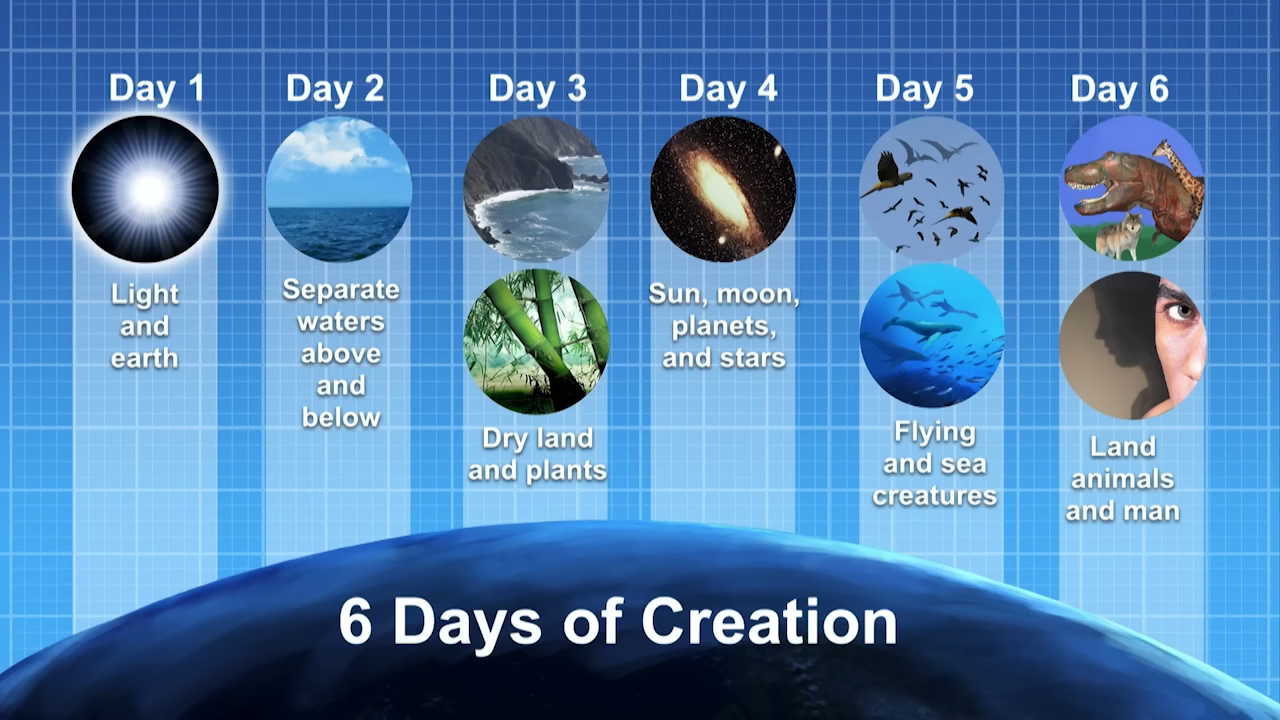 Day 1
Light
and
earth
Day 2
Separate
waters
above
and
below
Day 3
Dry land
and plants
Day 4
Sun, moon,
planets,
and stars
Day 5
Flying
and sea
creatures
Day 6
Land
animals
and man
6 Days of Creation